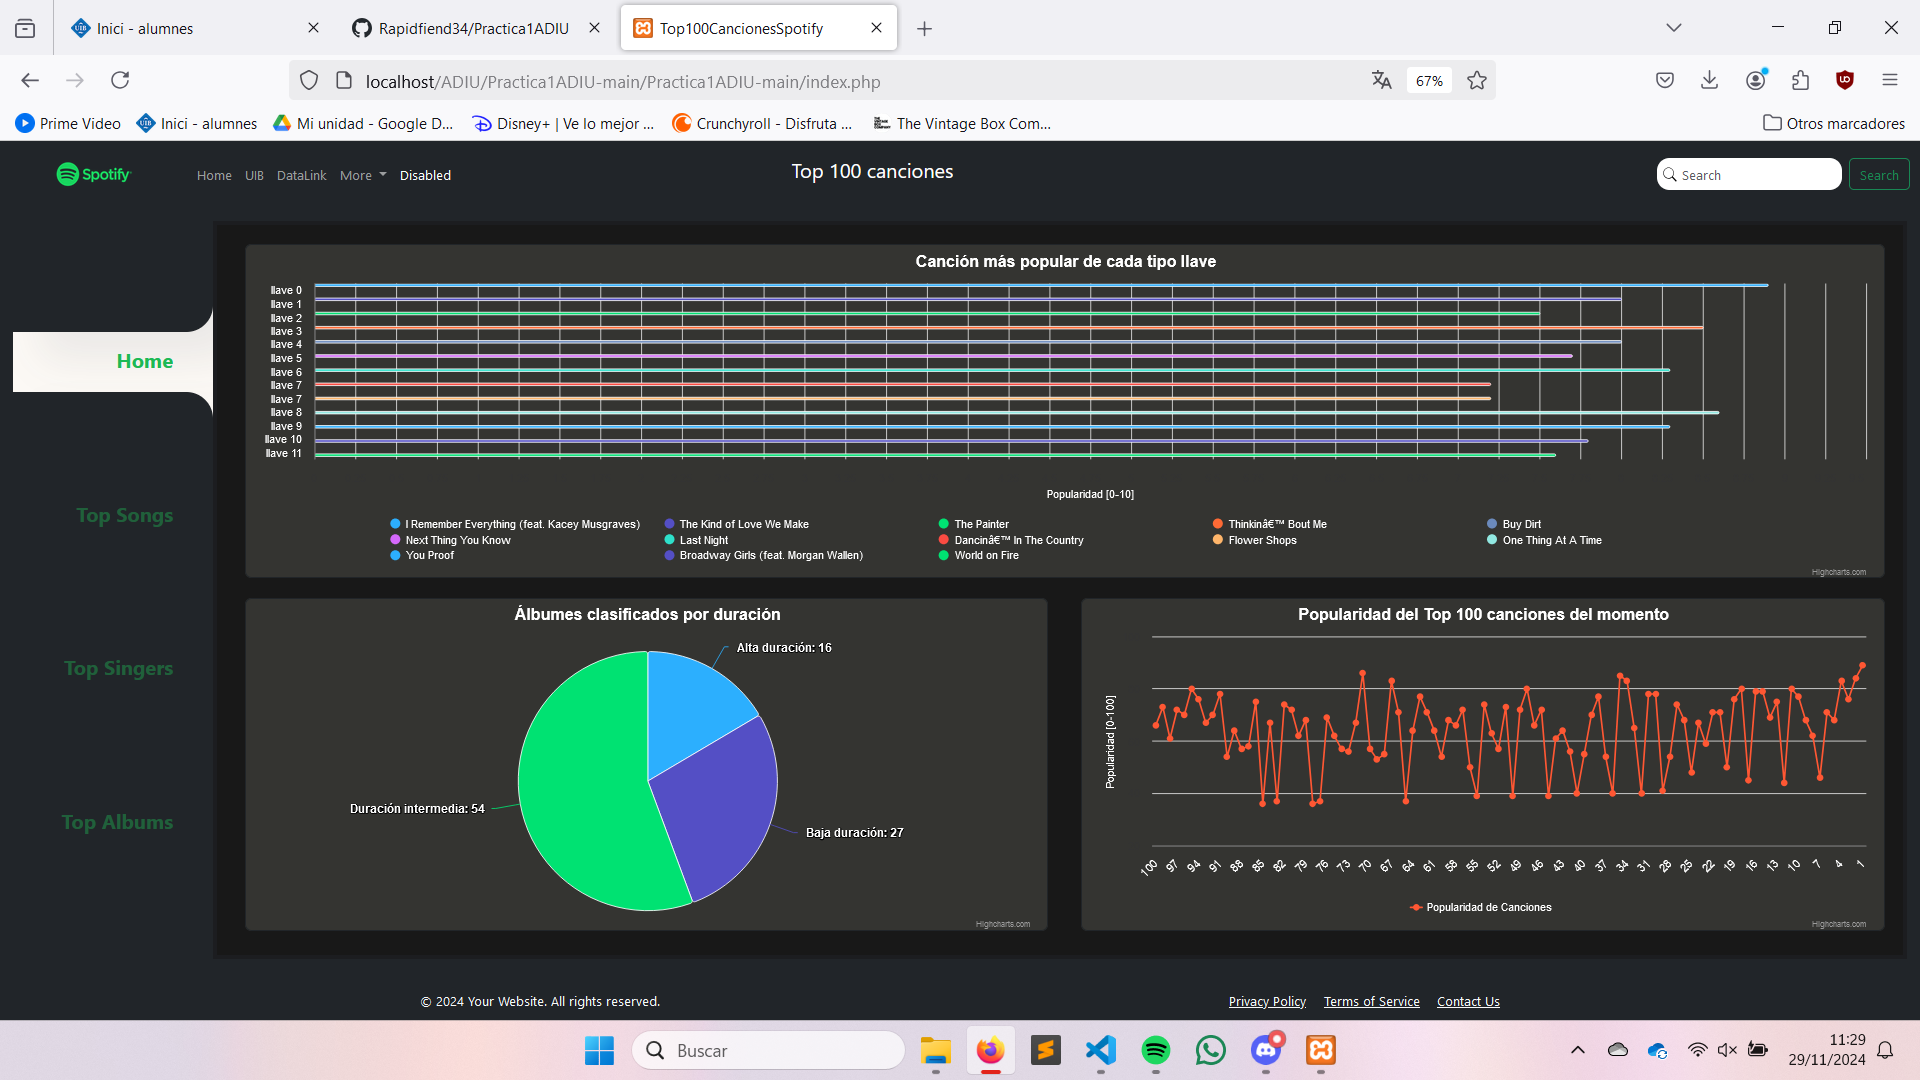 Inici - alumnes
Rapidfiend34/Practica1ADIU
Top100CancionesSpotify
localhost/ADIU/Practica1ADIU-main/Practica1ADIU-main/index.php
67%
Prime Video
Inici - alumnes
Mi unidad - Google D...
Disney+ | Ve lo mejor ...
Crunchyroll - Disfruta ...
The Vintage Box Com...
Otros marcadores
Spotify
Home
UIB
DataLink
More
Disabled
Top 100 canciones
Search
Search
Home
Top Songs
Top Singers
Top Albums
Canción más popular de cada tipo llave
llave 0
llave 1
llave 2
llave 3
llave 4
llave 5
llave 6
llave 7
llave 7
llave 8
llave 9
llave 10
llave 11
Popularidad [0-10]
I Remember Everything (feat. Kacey Musgraves)
The Kind of Love We Make
The Painter
Thinkinâ€™ Bout Me
Buy Dirt
Next Thing You Know
Last Night
Dancinâ€™ In The Country
Flower Shops
One Thing At A Time
You Proof
Broadway Girls (feat. Morgan Wallen)
World on Fire
Highcharts.com
Álbumes clasificados por duración
Alta duración: 16
Duración intermedia: 54
Baja duración: 27
Highcharts.com
Popularidad del Top 100 canciones del momento
Popularidad [0-100]
100 97 94 91 88 85 82 79 76 73 70 67 64 61 58 55 52 49 46 43 40 37 34 31 28 25 22 19 16 13 10 7 4 1
Popularidad de Canciones
Highcharts.com
© 2024 Your Website. All rights reserved.
Privacy Policy
Terms of Service
Contact Us
Buscar
11:29
29/11/2024